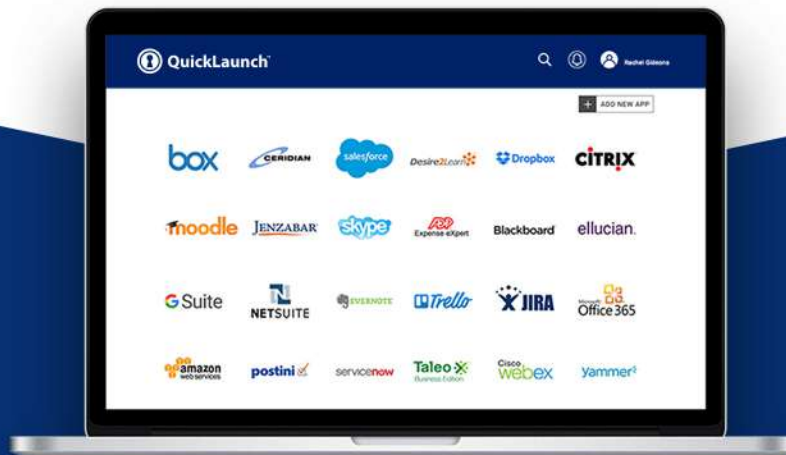 QuickLaunch
Rachel Gideons
+ ADD NEW APP
box CERIDIAN salesforce Desire2Learn Dropbox CITRIX
moodle JENZABAR skype ADP Expense eXpert Blackboard ellucian.
G Suite NETSUITE EVERNOTE Trello JIRA Microsoft Office 365
amazon web services postini servicenow Taleo Business Edition Cisco webex yammer